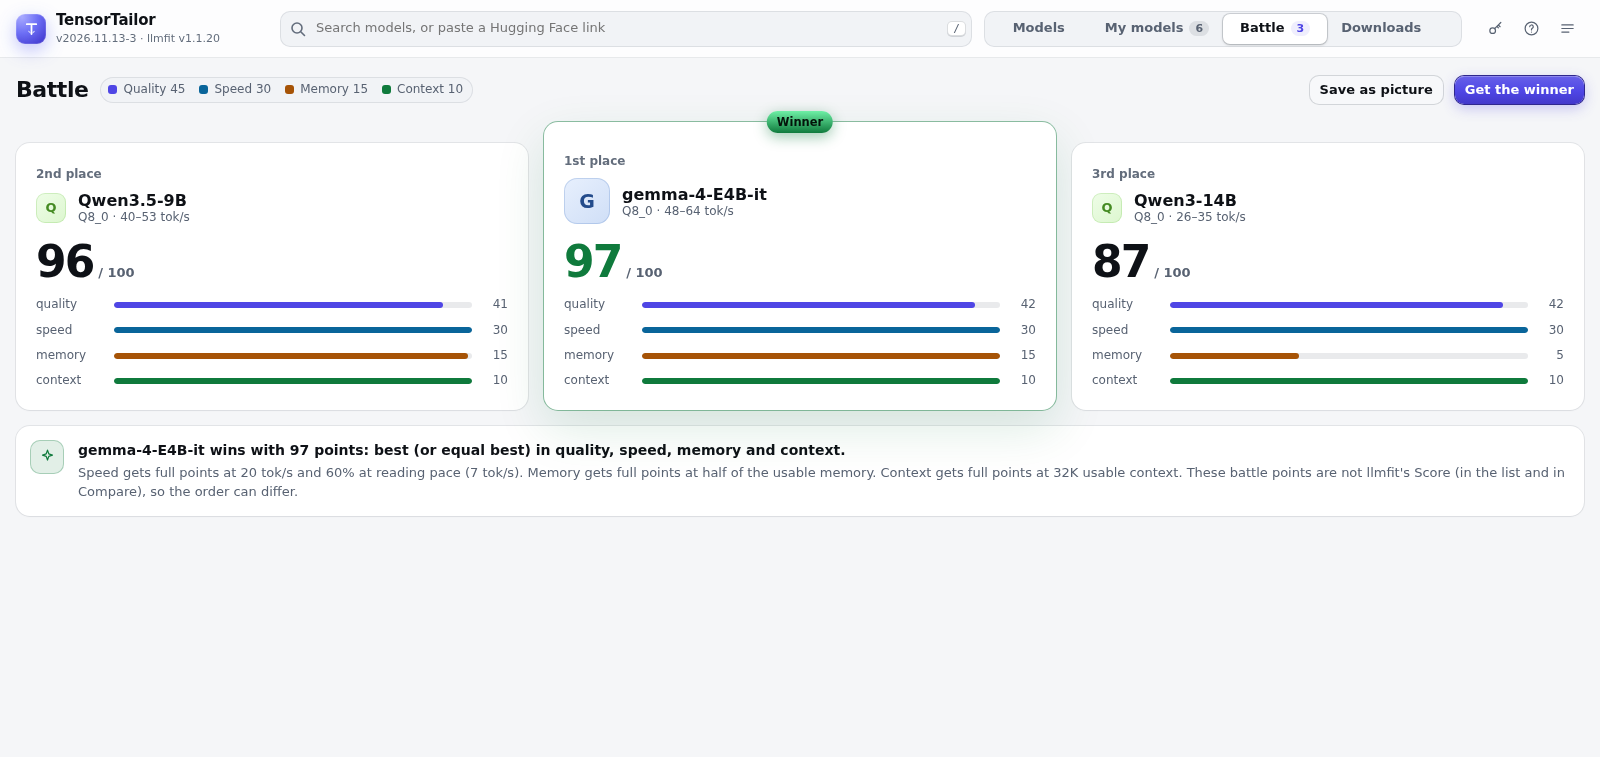 TensorTailor
v2026.11.13-3 · llmfit v1.1.20
Search models, or paste a Hugging Face link
/
Models
My models 6
Battle 3
Downloads
Battle
Quality 45
Speed 30
Memory 15
Context 10
Save as picture
Get the winner
2nd place
Q
Qwen3.5-9B
Q8_0 · 40–53 tok/s
96 / 100
quality 41
speed 30
memory 15
context 10
Winner
1st place
G
gemma-4-E4B-it
Q8_0 · 48–64 tok/s
97 / 100
quality 42
speed 30
memory 15
context 10
3rd place
Q
Qwen3-14B
Q8_0 · 26–35 tok/s
87 / 100
quality 42
speed 30
memory 5
context 10
gemma-4-E4B-it wins with 97 points: best (or equal best) in quality, speed, memory and context.
Speed gets full points at 20 tok/s and 60% at reading pace (7 tok/s). Memory gets full points at half of the usable memory. Context gets full points at 32K usable context. These battle points are not llmfit's Score (in the list and in
Compare), so the order can differ.